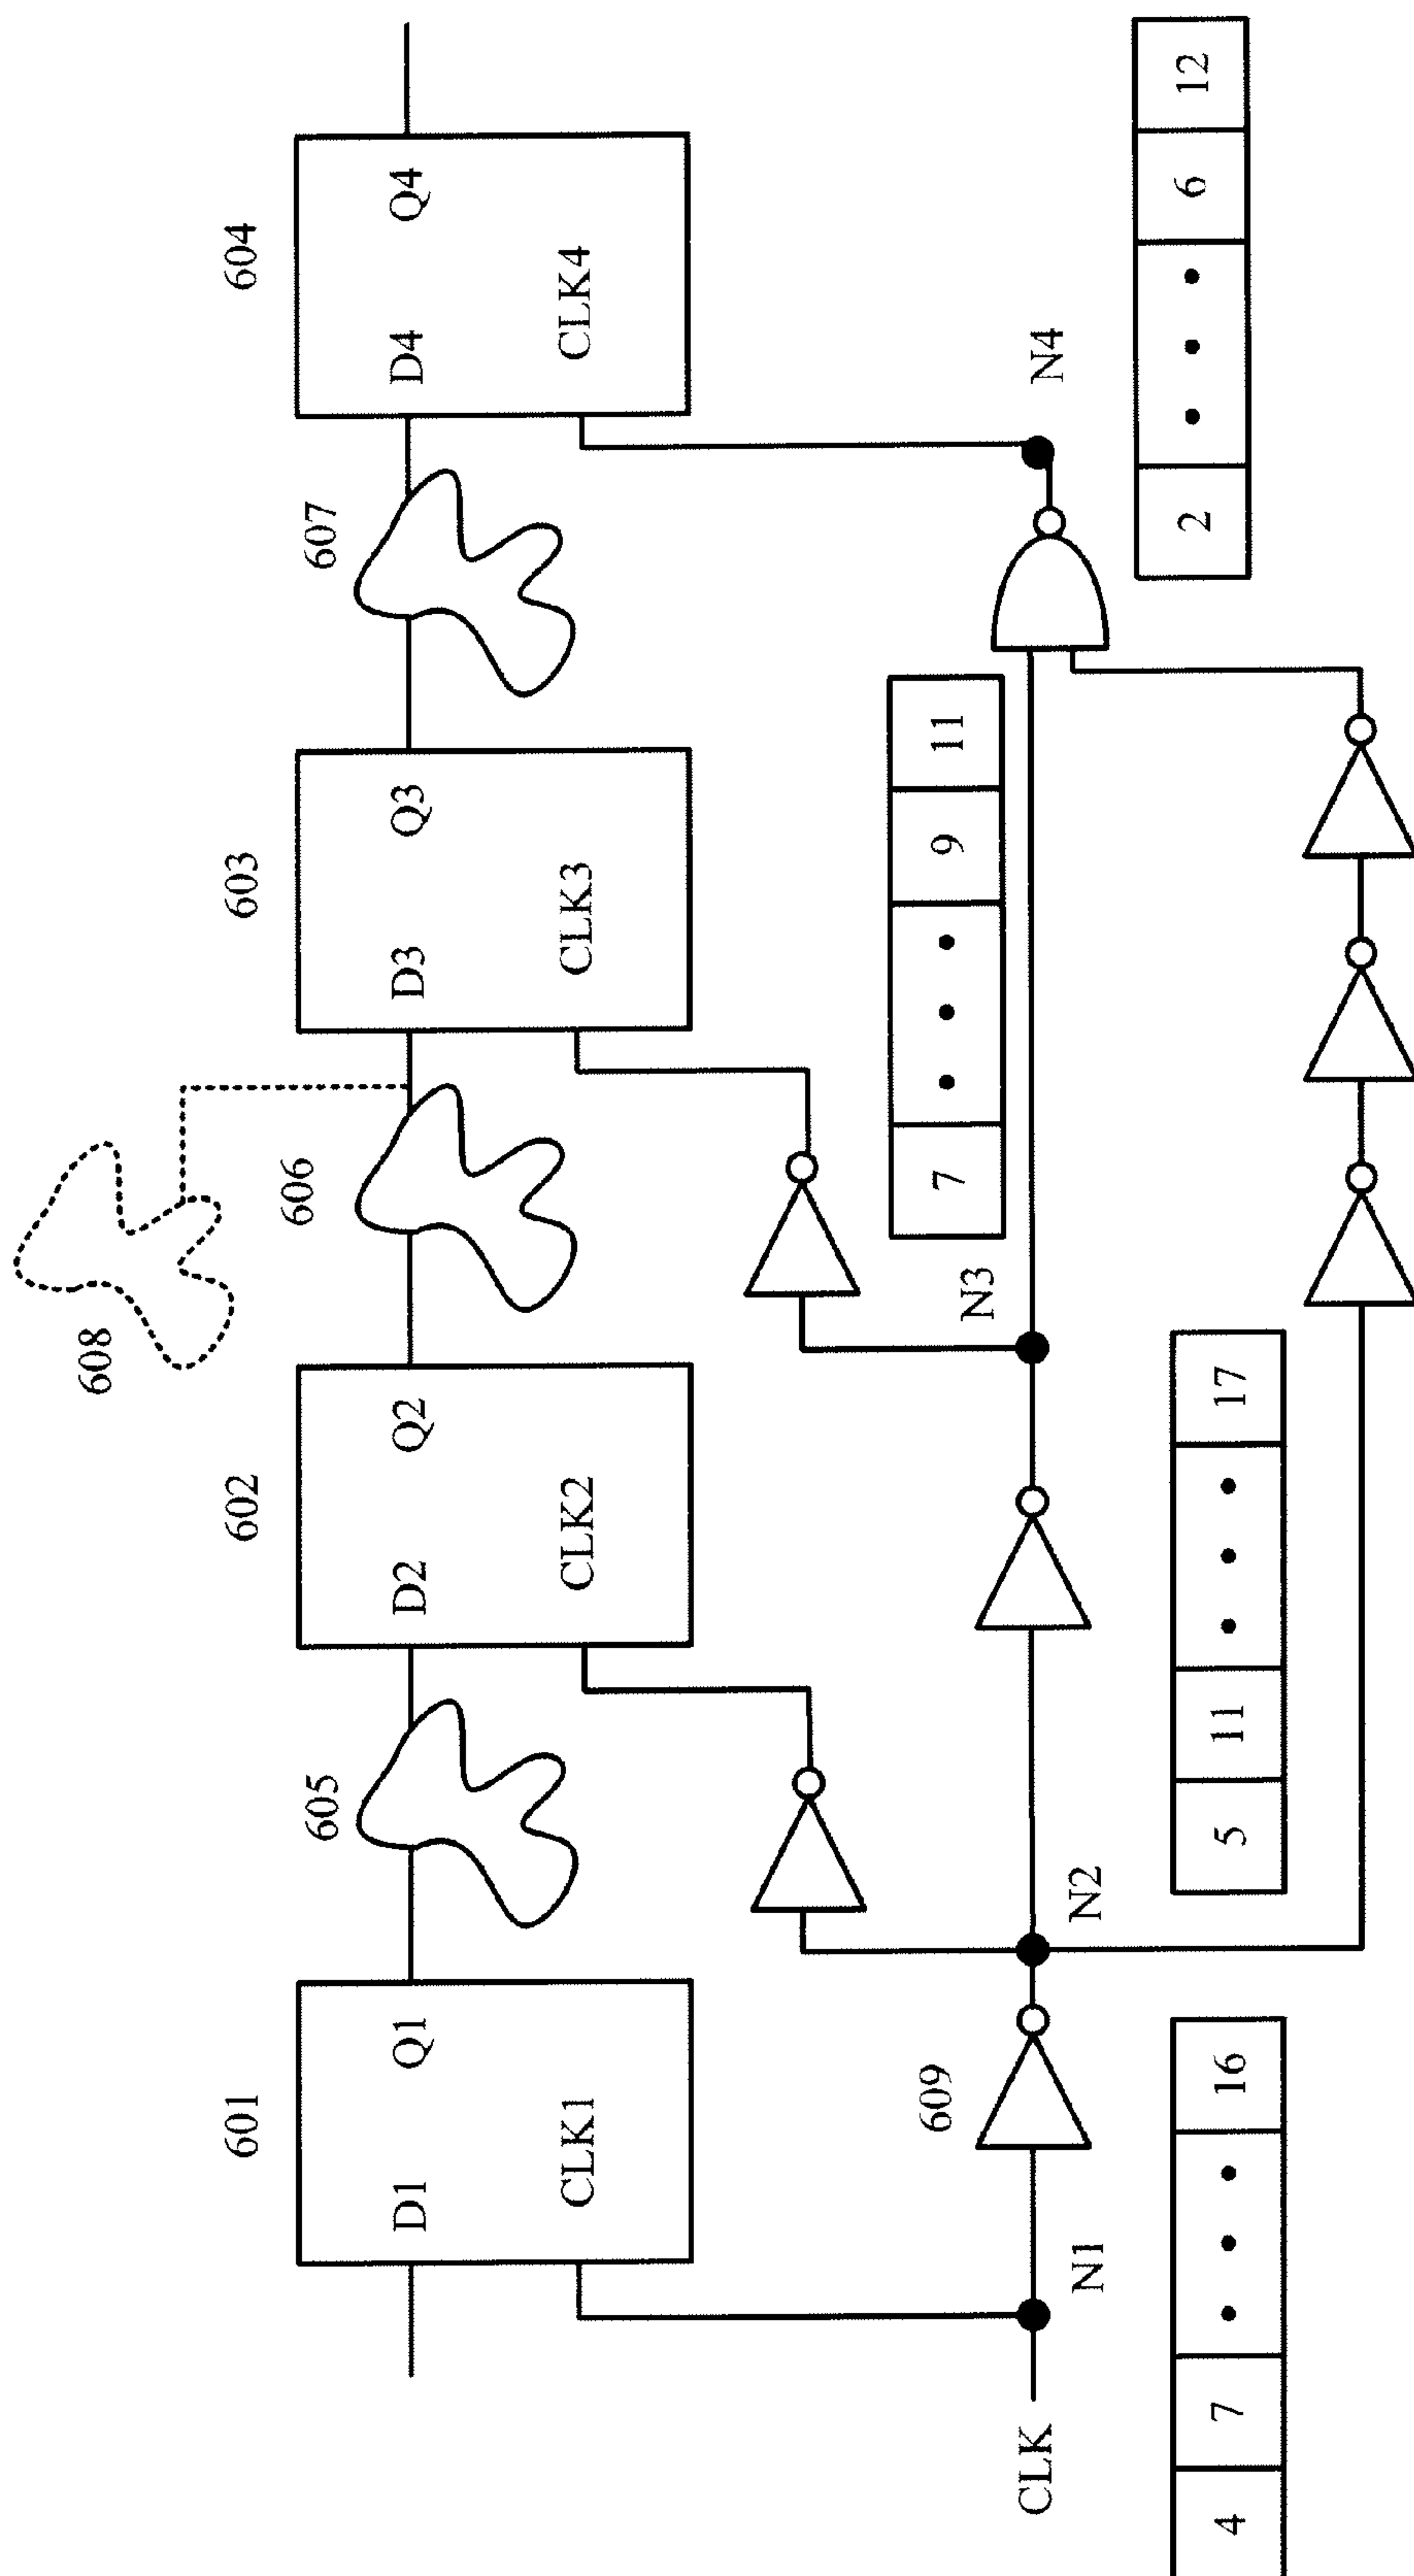 601
602
603
604
D1
Q1
CLK1
D2
Q2
CLK2
D3
Q3
CLK3
D4
Q4
CLK4
605
606
607
608
609
CLK
N1
N2
N3
N4
4 7 • • • 16
5 11 • • • 17
7 • • • 9 11
2 • • • 6 12